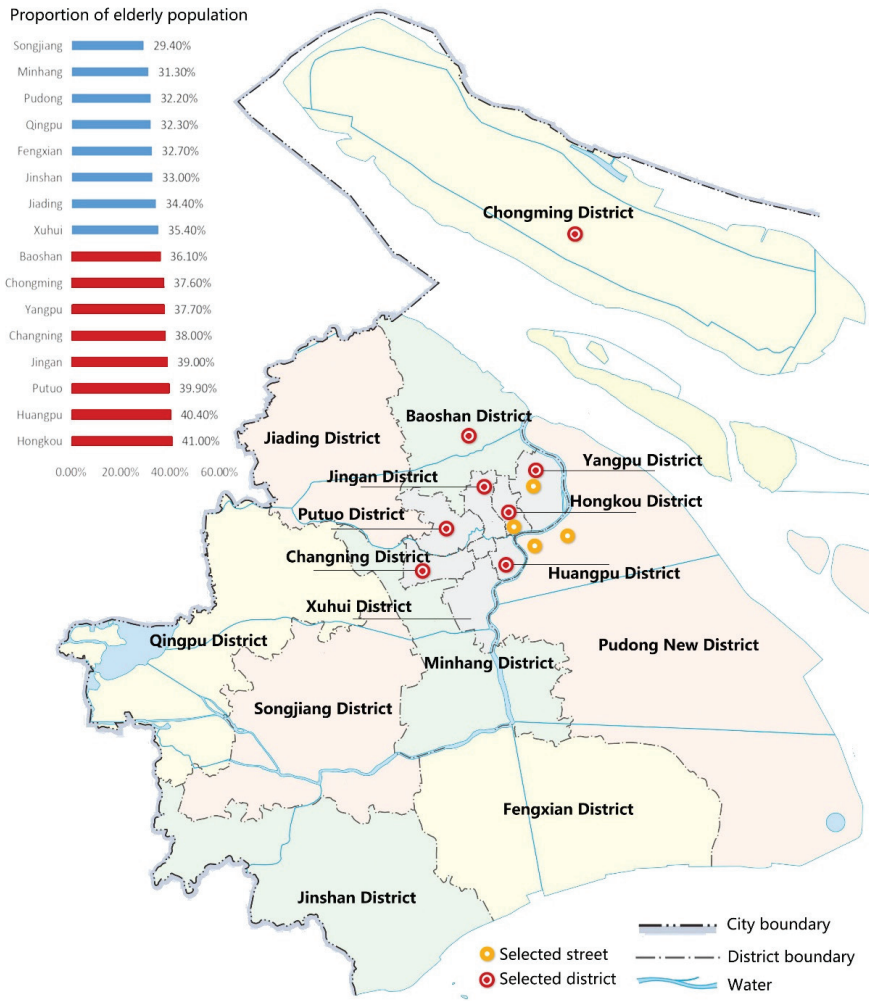 Proportion of elderly population
Songjiang 29.40%
Minhang 31.30%
Pudong 32.20%
Qingpu 32.30%
Fengxian 32.70%
Jinshan 33.00%
Jiading 34.40%
Xuhui 35.40%
Baoshan 36.10%
Chongming 37.60%
Yangpu 37.70%
Changning 38.00%
Jingan 39.00%
Putuo 39.90%
Huangpu 40.40%
Hongkou 41.00%
0.00% 20.00% 40.00% 60.00%
Chongming District
Baoshan District
Jiading District
Yangpu District
Jingan District
Hongkou District
Putuo District
Changning District
Huangpu District
Xuhui District
Qingpu District
Minhang District
Pudong New District
Songjiang District
Fengxian District
Jinshan District
City boundary
Selected street
District boundary
Selected district
Water